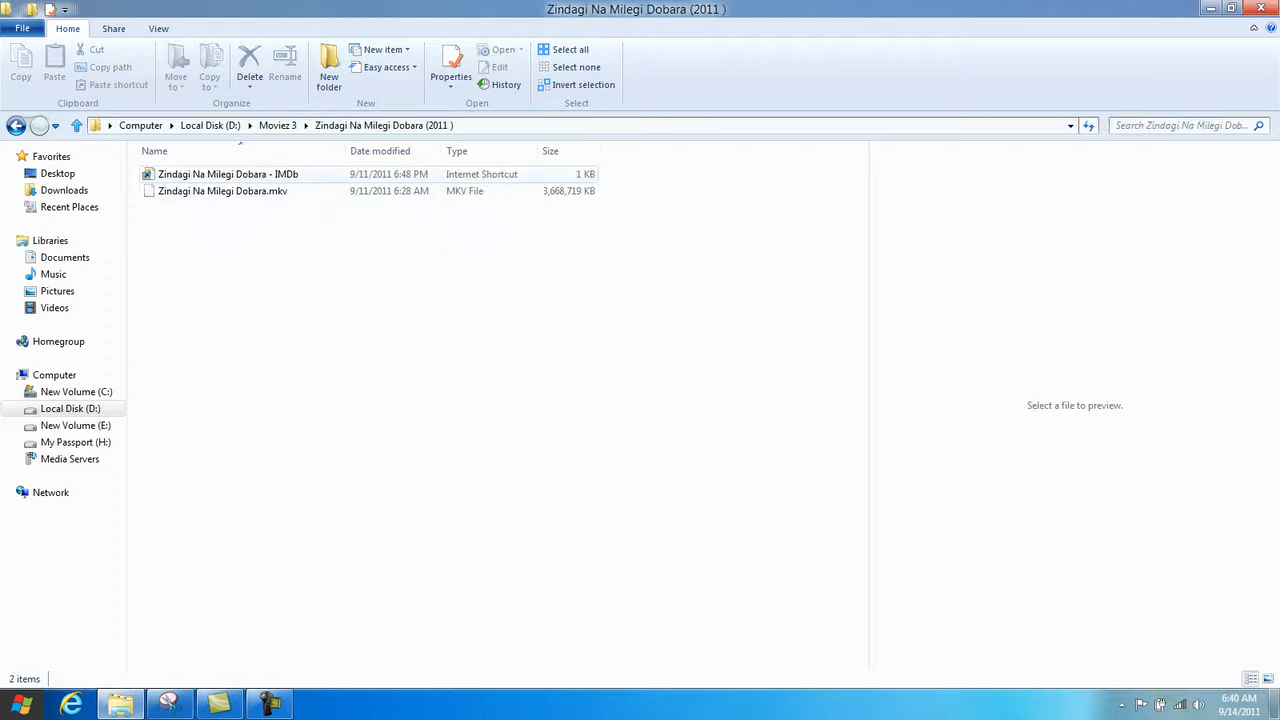 Zindagi Na Milegi Dobara (2011 )
File Home Share View
Copy
Paste
Cut
Copy path
Paste shortcut
Clipboard
Move to
Copy to
Delete
Rename
Organize
New folder
New item
Easy access
New
Properties
Open
Edit
History
Open
Select all
Select none
Invert selection
Select
Computer Local Disk (D:) Moviez 3 Zindagi Na Milegi Dobara (2011 )
Search Zindagi Na Milegi Dob...
Favorites
Desktop
Downloads
Recent Places
Libraries
Documents
Music
Pictures
Videos
Homegroup
Computer
New Volume (C:)
Local Disk (D:)
New Volume (E:)
My Passport (H:)
Media Servers
Network
Name Date modified Type Size
Zindagi Na Milegi Dobara - IMDb 9/11/2011 6:48 PM Internet Shortcut 1 KB
Zindagi Na Milegi Dobara.mkv 9/11/2011 6:28 AM MKV File 3,668,719 KB
Select a file to preview.
2 items
6:40 AM
9/14/2011